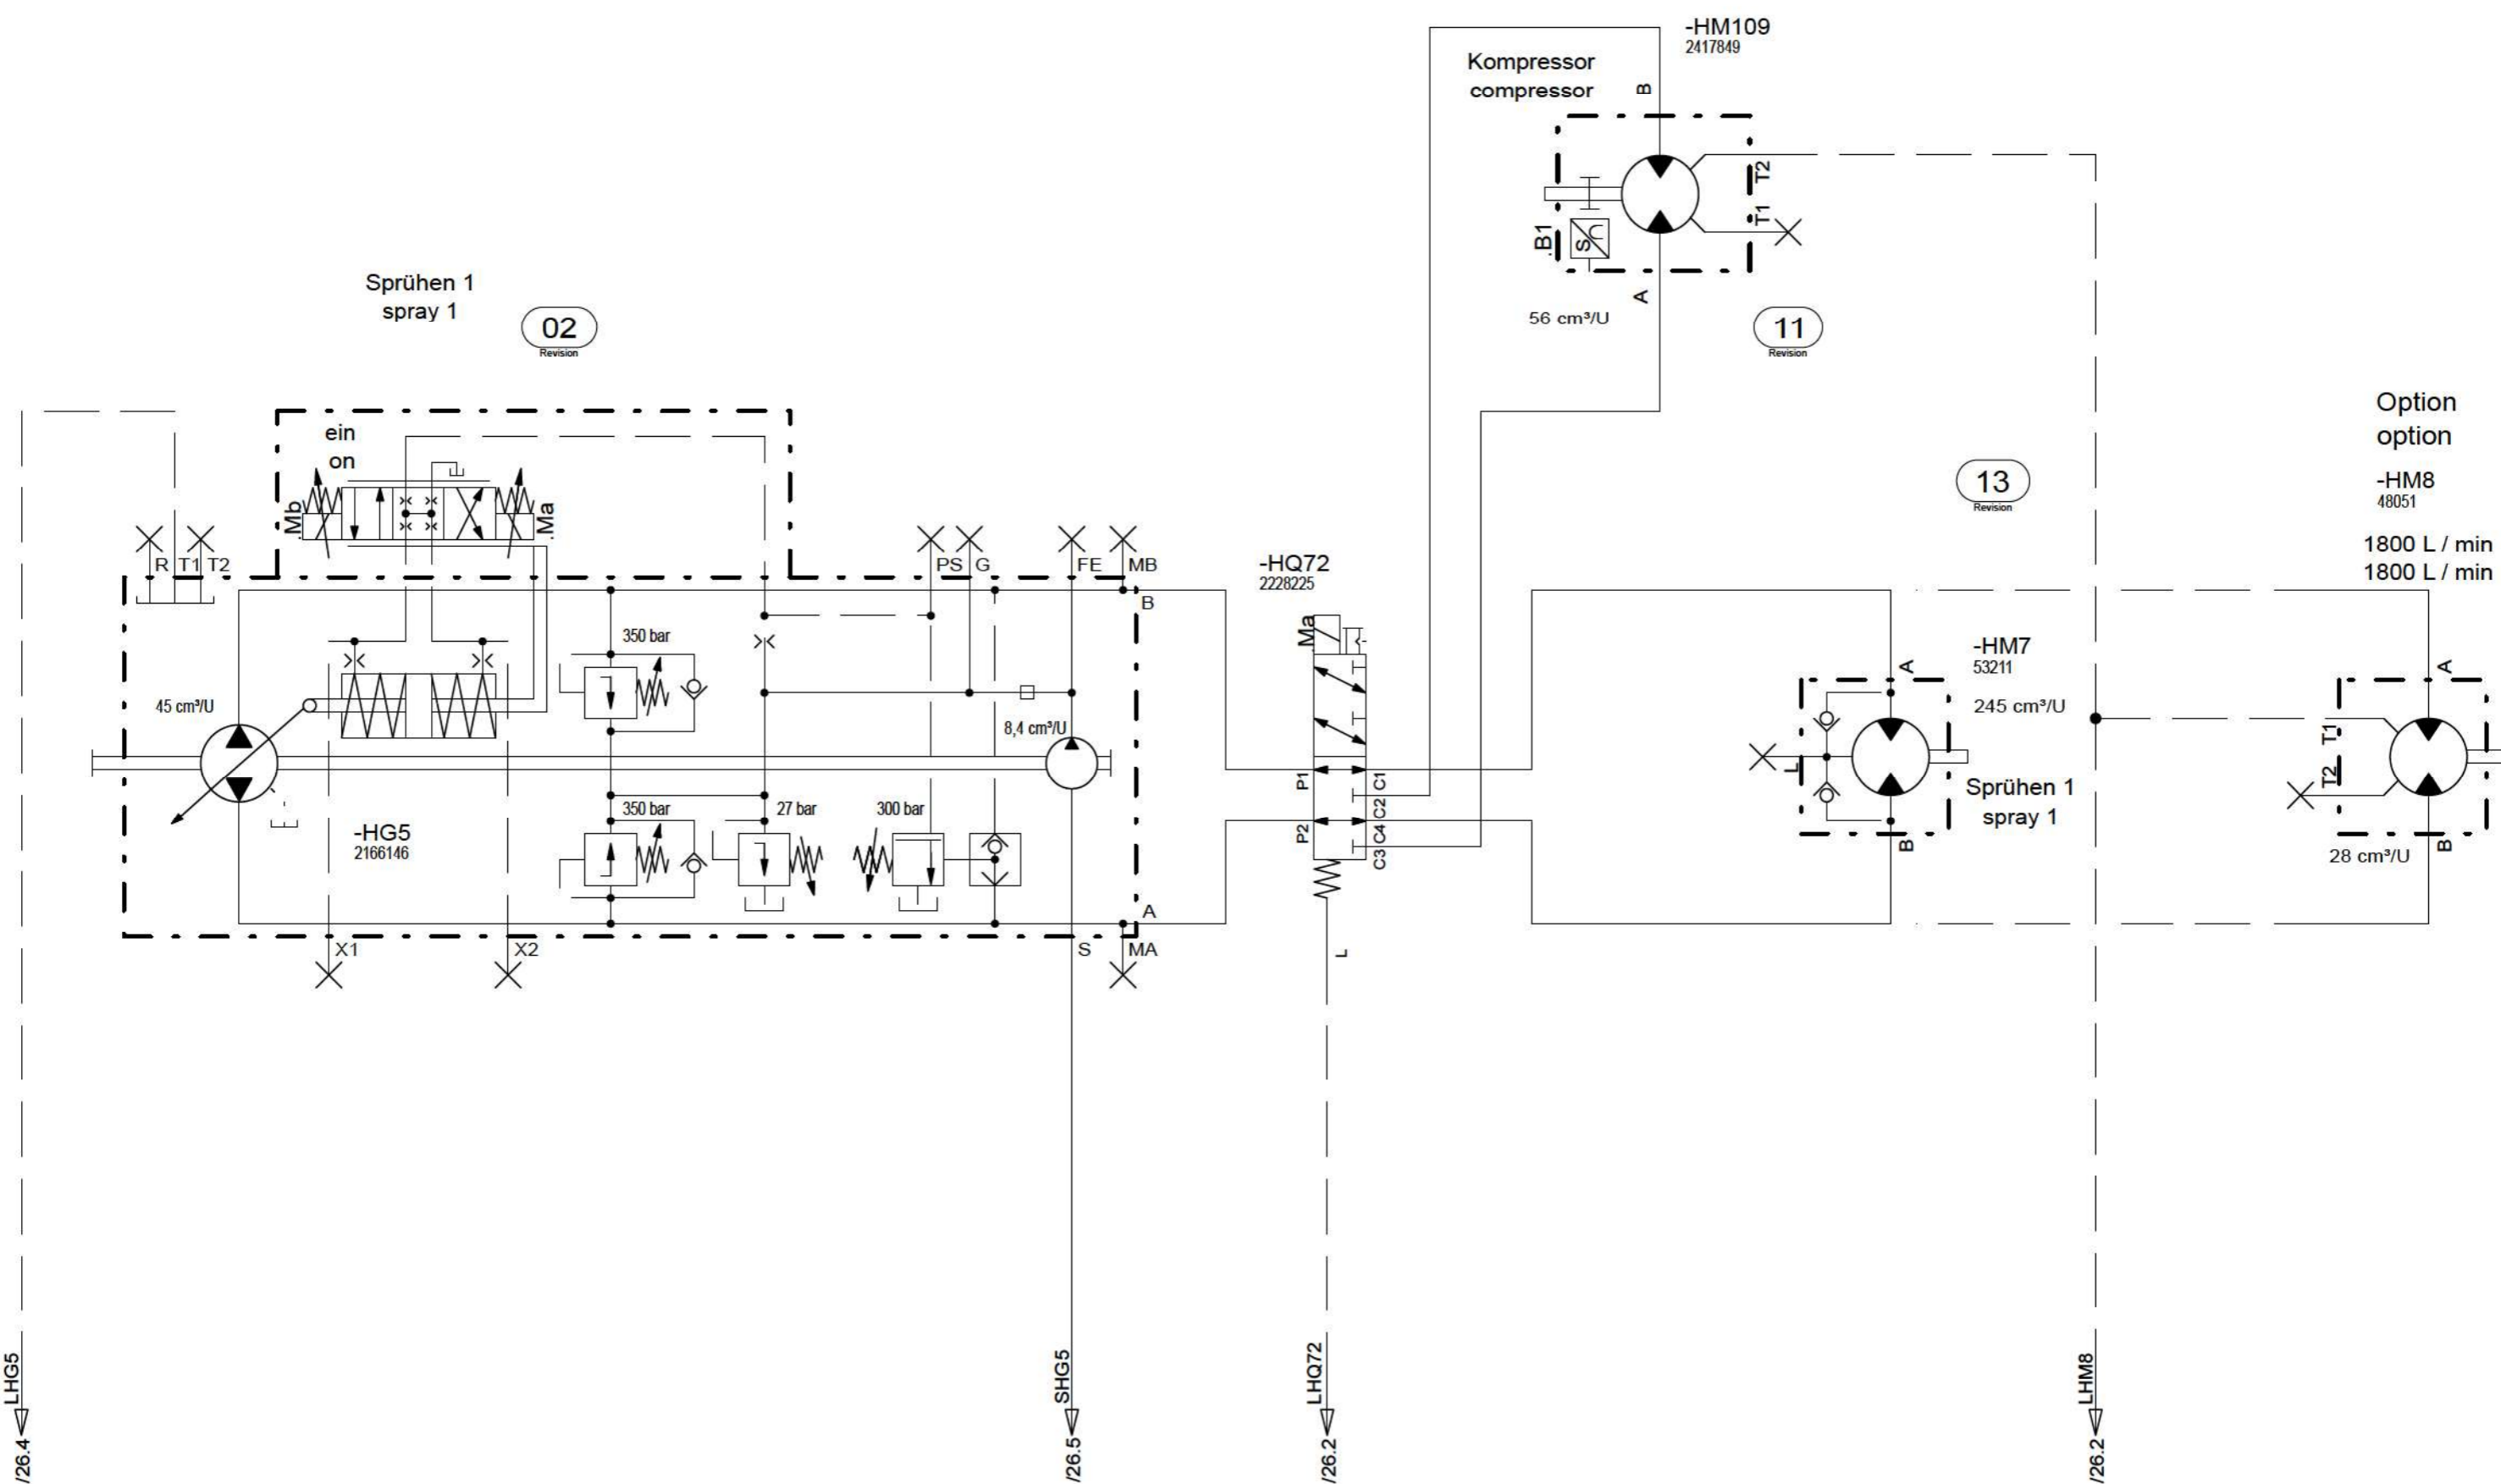 -HM109
2417849
Kompressor
compressor
B
T2
T1
.B1
S
A
56 cm³/U
11
Revision
Sprühen 1
spray 1
02
Revision
ein
on
.Mb
.Ma
R
T1
T2
PS
G
FE
MB
B
350 bar
45 cm³/U
8,4 cm³/U
350 bar
27 bar
300 bar
-HG5
2166146
A
X1
X2
S
MA
-HQ72
2228225
.Ma
P1
C1
C2
P2
C4
C3
L
13
Revision
-HM7
53211
A
245 cm³/U
L
Sprühen 1
spray 1
B
Option
option
-HM8
48051
1800 L / min
1800 L / min
A
T1
T2
28 cm³/U
B
LHG5
/26.4
SHG5
/26.5
LHQ72
/26.2
LHM8
/26.2